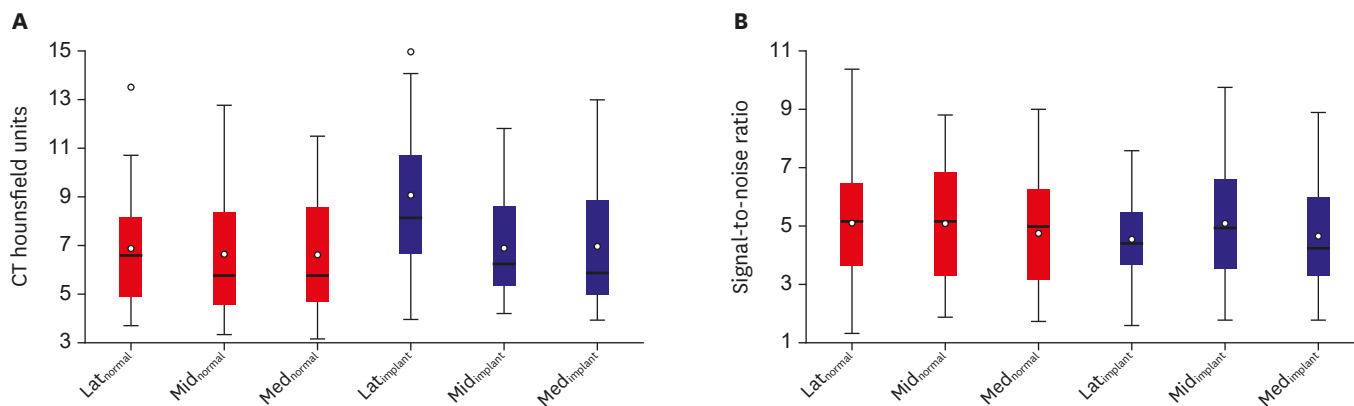 A
CT hounsfield units
15
13
11
9
7
5
3
Latnormal
Midnormal
Mednormal
Latimplant
Midimplant
Medimplant
B
Signal-to-noise ratio
11
9
7
5
3
1
Latnormal
Midnormal
Mednormal
Latimplant
Midimplant
Medimplant